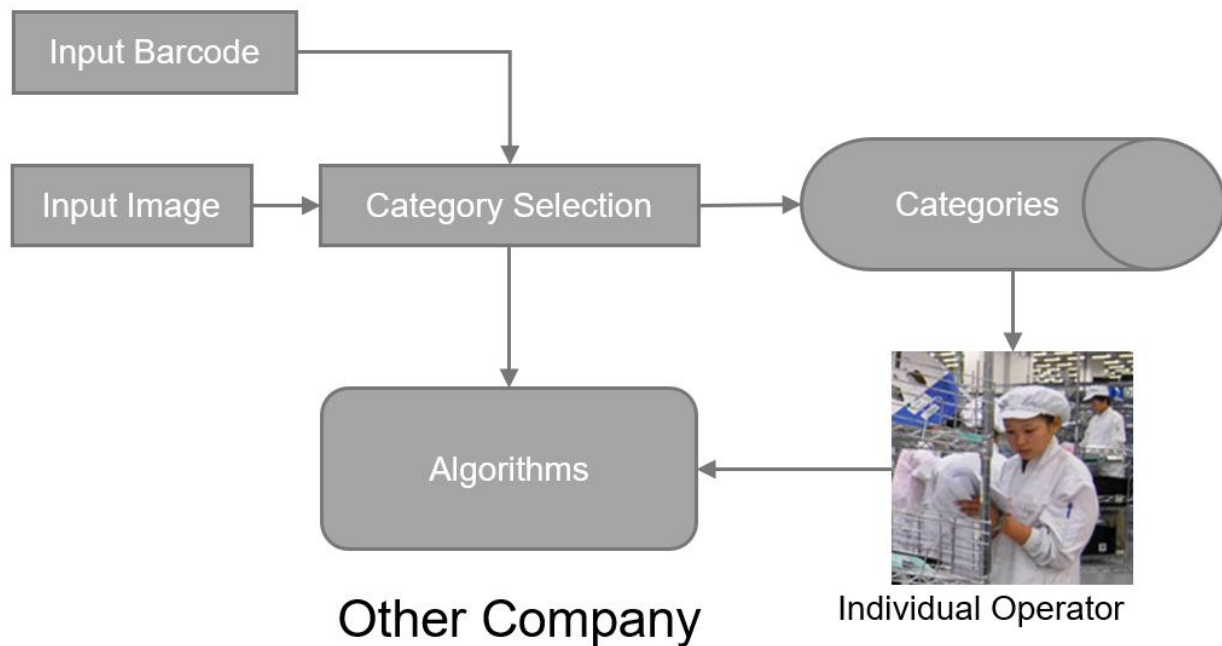 Input Barcode
Input Image
Category Selection
Categories
Algorithms
Individual Operator
Other Company